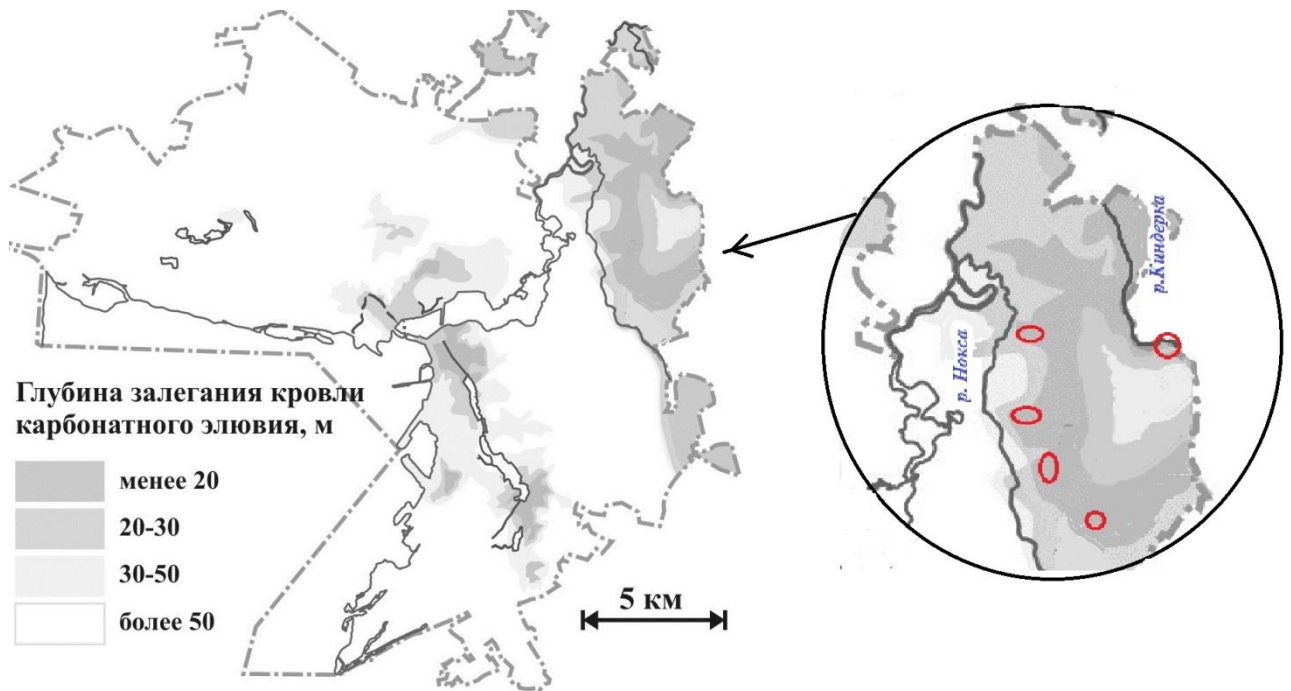 Глубина залегания кровли
карбонатного элювия, м
менее 20
20-30
30-50
более 50
5 км
р. Нокса
р.Киндерка